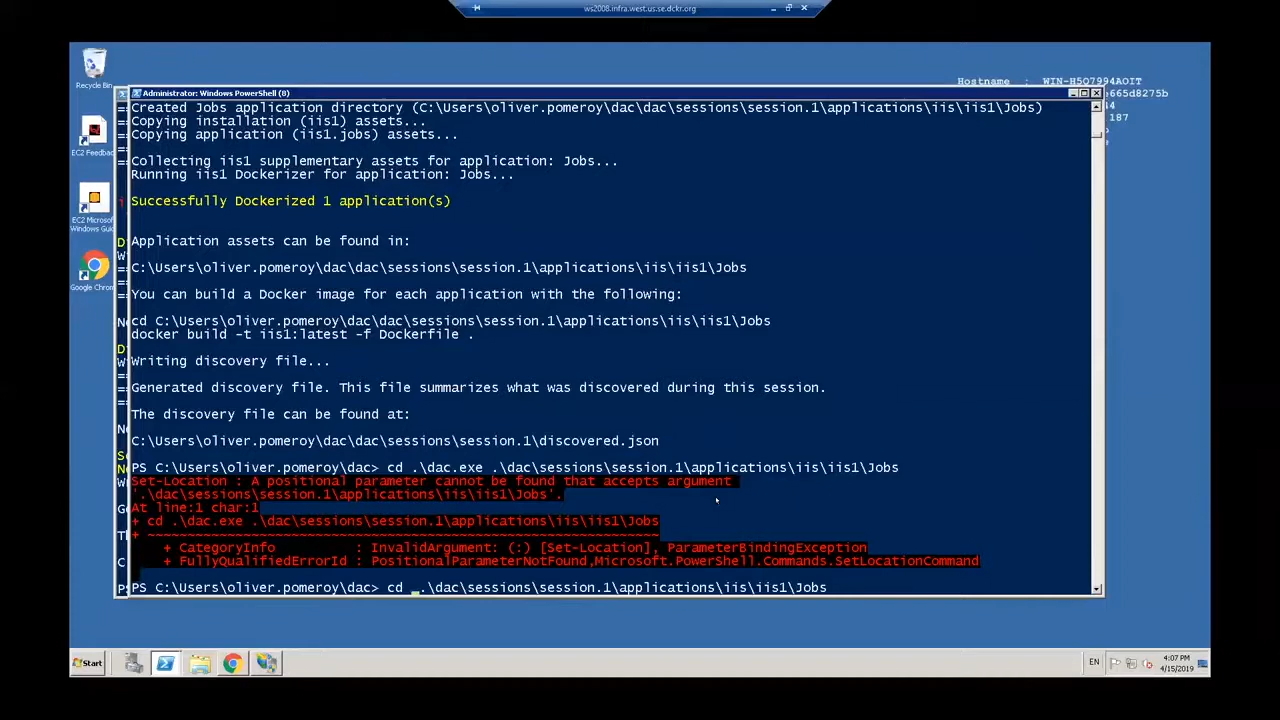 ws2008.infra.west.us.se.dckr.org
Recycle Bin
EC2 Feedbac
EC2 Microsof
Windows Guid
Google Chrom
Hostname : WIN-H5Q7994AOIT
e665d8275b
187
Administrator: Windows PowerShell (8)
Created Jobs application directory (C:\Users\oliver.pomeroy\dac\dac\sessions\session.1\applications\iis\iis1\Jobs)
Copying installation (iis1) assets...
Copying application (iis1.jobs) assets...
Collecting iis1 supplementary assets for application: Jobs...
Running iis1 Dockerizer for application: Jobs...
Successfully Dockerized 1 application(s)
Application assets can be found in:
C:\Users\oliver.pomeroy\dac\dac\sessions\session.1\applications\iis\iis1\Jobs
You can build a Docker image for each application with the following:
cd C:\Users\oliver.pomeroy\dac\dac\sessions\session.1\applications\iis\iis1\Jobs
docker build -t iis1:latest -f Dockerfile .
Writing discovery file...
Generated discovery file. This file summarizes what was discovered during this session.
The discovery file can be found at:
C:\Users\oliver.pomeroy\dac\dac\sessions\session.1\discovered.json
PS C:\Users\oliver.pomeroy\dac> cd .\dac.exe .\dac\sessions\session.1\applications\iis\iis1\Jobs
Set-Location : A positional parameter cannot be found that accepts argument
'.\dac\sessions\session.1\applications\iis\iis1\Jobs'.
At line:1 char:1
+ cd .\dac.exe .\dac\sessions\session.1\applications\iis\iis1\Jobs
+ ~~~~~~~~~~~~~~~~~~~~~~~~~~~~~~~~~~~~~~~~~~~~~~~~~~~~~~~~~~~~~~~~
+ CategoryInfo : InvalidArgument: (:) [Set-Location], ParameterBindingException
+ FullyQualifiedErrorId : PositionalParameterNotFound,Microsoft.PowerShell.Commands.SetLocationCommand
PS C:\Users\oliver.pomeroy\dac> cd .\dac\sessions\session.1\applications\iis\iis1\Jobs
Start
EN
4:07 PM
4/15/2019